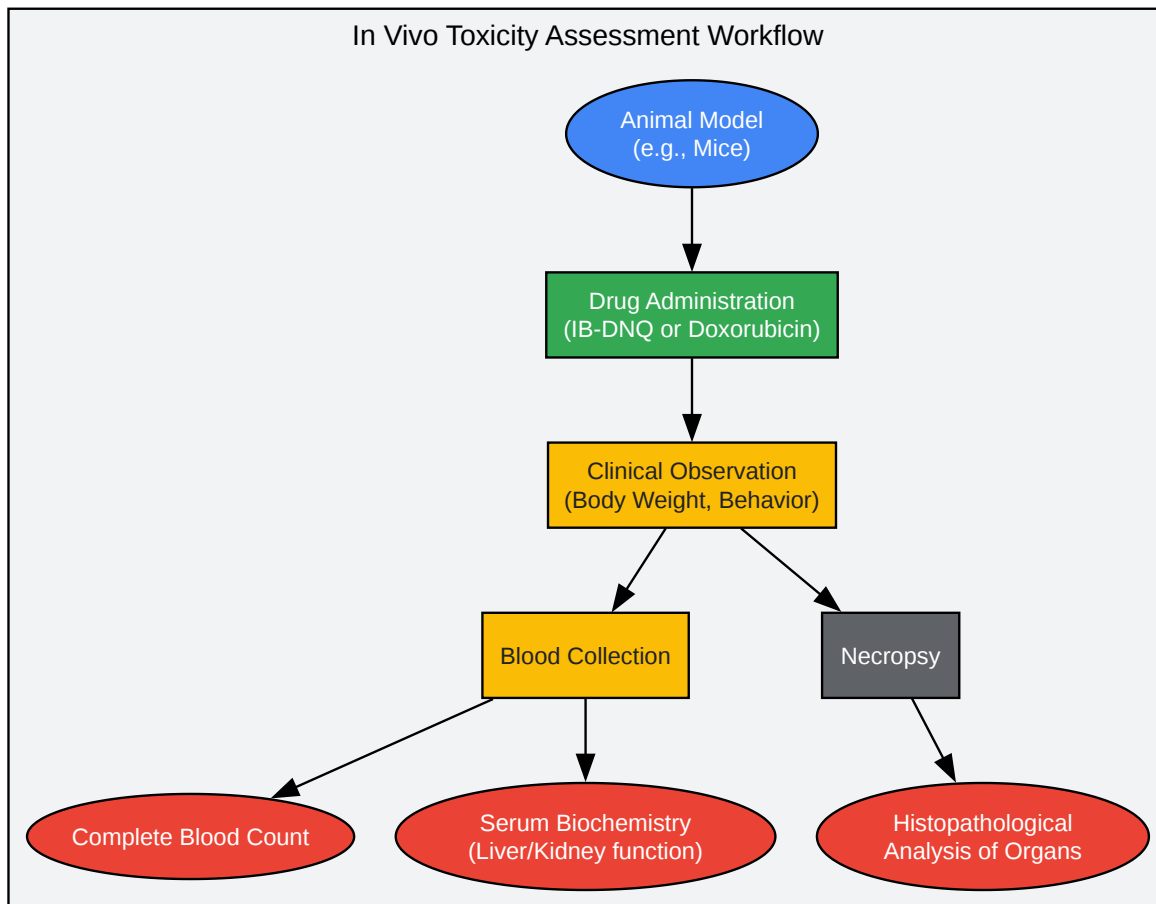 In Vivo Toxicity Assessment Workflow
Animal Model
(e.g., Mice)
Drug Administration
(IB-DNQ or Doxorubicin)
Clinical Observation
(Body Weight, Behavior)
Blood Collection
Necropsy
Complete Blood Count
Serum Biochemistry
(Liver/Kidney function)
Histopathological
Analysis of Organs